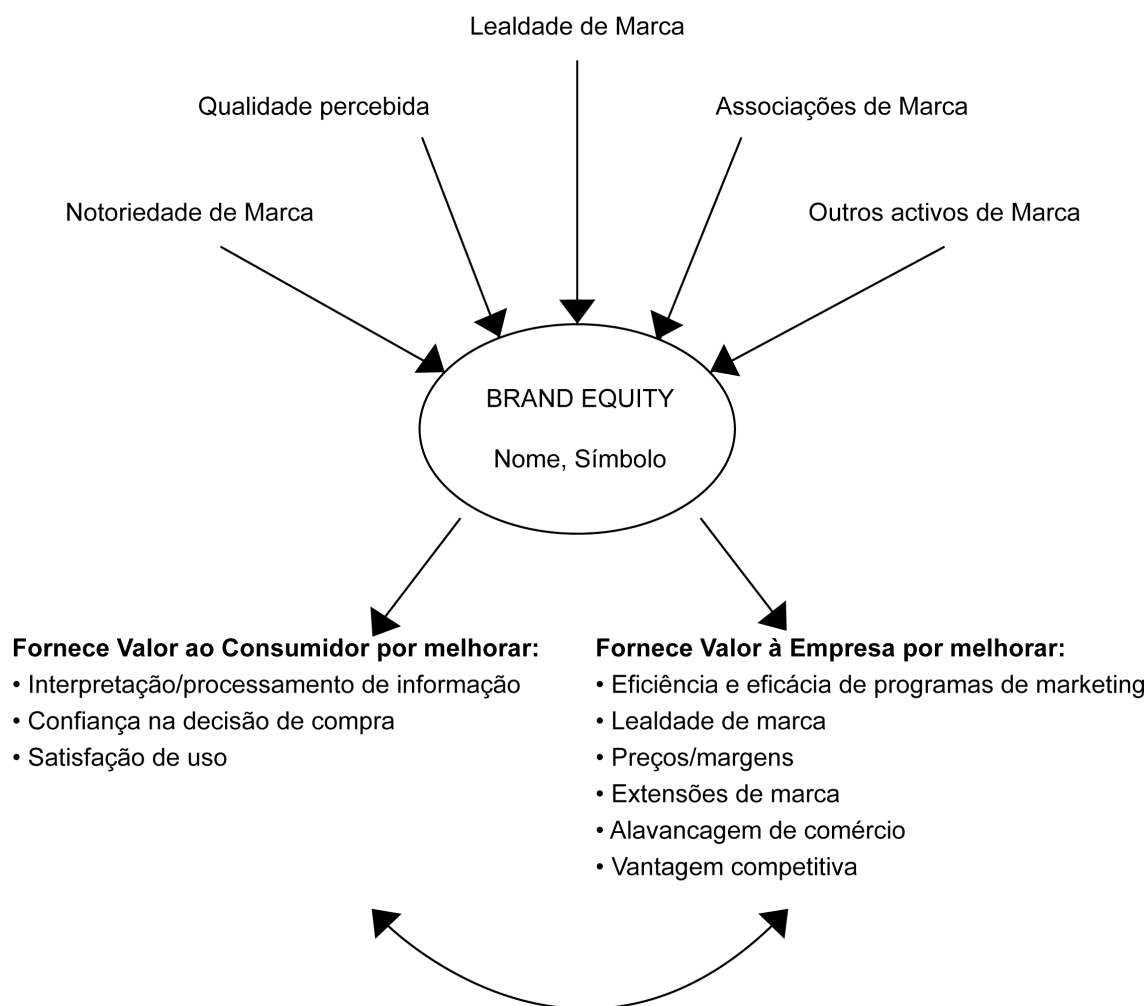 Lealdade de Marca
Qualidade percebida
Associações de Marca
Notoriedade de Marca
Outros activos de Marca
BRAND EQUITY
Nome, Símbolo
Fornece Valor ao Consumidor por melhorar:
• Interpretação/processamento de informação
• Confiança na decisão de compra
• Satisfação de uso
Fornece Valor à Empresa por melhorar:
• Eficiência e eficácia de programas de marketing
• Lealdade de marca
• Preços/margens
• Extensões de marca
• Alavancagem de comércio
• Vantagem competitiva